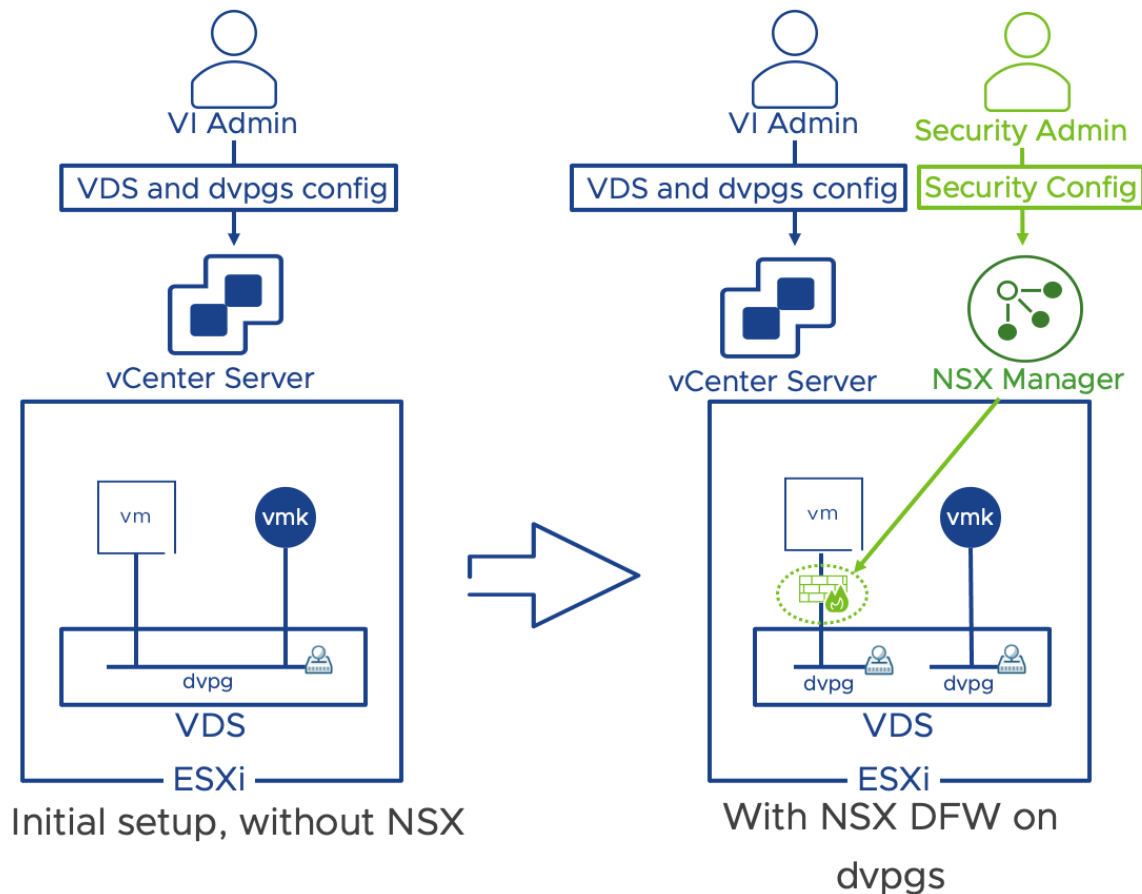 VI Admin
VDS and dvpgs config
vCenter Server
vm
vmk
dvpg
VDS
ESXi
Initial setup, without NSX
VI Admin
Security Admin
VDS and dvpgs config
Security Config
vCenter Server
NSX Manager
vm
vmk
dvpg
dvpg
VDS
ESXi
With NSX DFW on
dvpgs